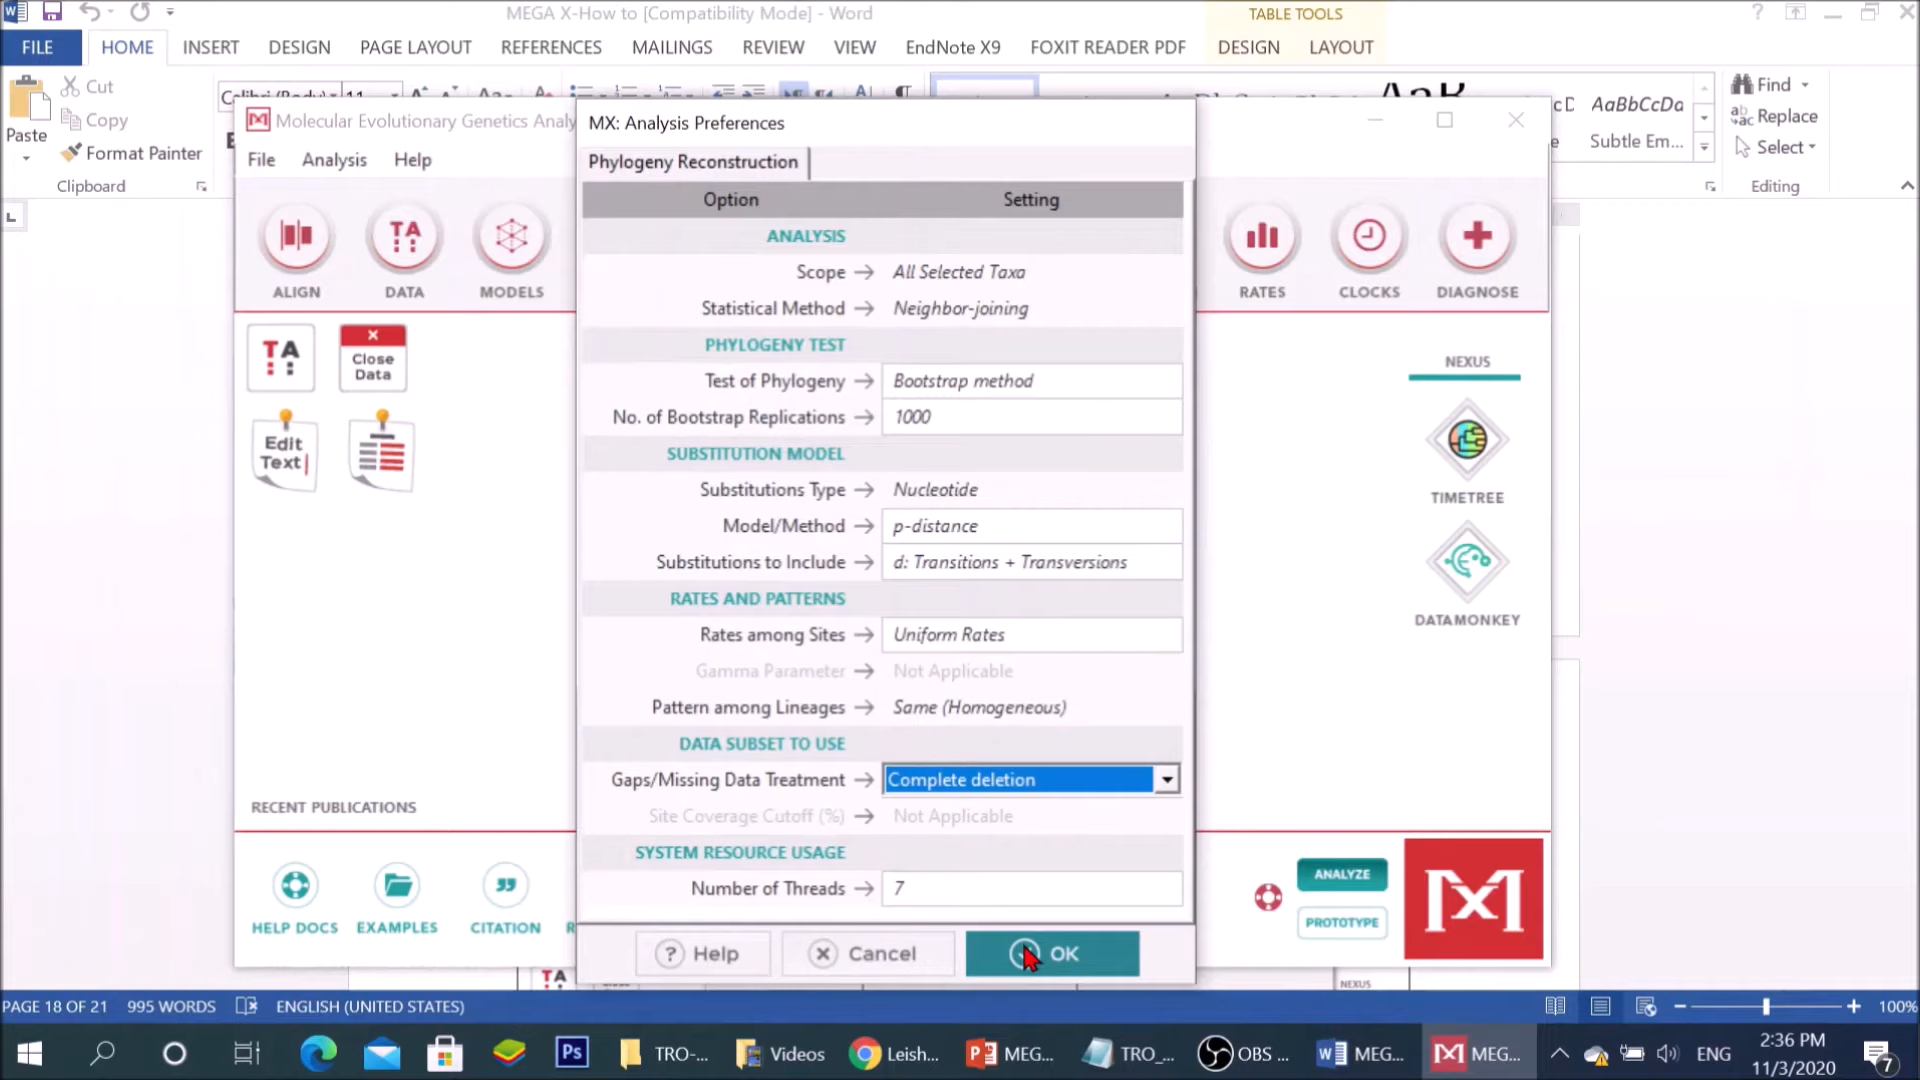 MEGA X-How to [Compatibility Mode] - Word
TABLE TOOLS
FILE HOME INSERT DESIGN PAGE LAYOUT REFERENCES MAILINGS REVIEW VIEW EndNote X9 FOXIT READER PDF DESIGN LAYOUT
Paste
Cut
Copy
Format Painter
Clipboard
AaBbCcDa
Subtle Em...
Find
Replace
Select
Editing
Molecular Evolutionary Genetics Analy
File Analysis Help
ALIGN DATA MODELS
RATES CLOCKS DIAGNOSE
TA
Close Data
Edit Text
RECENT PUBLICATIONS
HELP DOCS EXAMPLES CITATION
MX: Analysis Preferences
Phylogeny Reconstruction
Option Setting
ANALYSIS
Scope → All Selected Taxa
Statistical Method → Neighbor-joining
PHYLOGENY TEST
Test of Phylogeny → Bootstrap method
No. of Bootstrap Replications → 1000
SUBSTITUTION MODEL
Substitutions Type → Nucleotide
Model/Method → p-distance
Substitutions to Include → d: Transitions + Transversions
RATES AND PATTERNS
Rates among Sites → Uniform Rates
Gamma Parameter → Not Applicable
Pattern among Lineages → Same (Homogeneous)
DATA SUBSET TO USE
Gaps/Missing Data Treatment → Complete deletion
Site Coverage Cutoff (%) → Not Applicable
SYSTEM RESOURCE USAGE
Number of Threads → 7
Help Cancel OK
NEXUS
TIMETREE
DATAMONKEY
ANALYZE
PROTOTYPE
TA
NEXUS
PAGE 18 OF 21 995 WORDS ENGLISH (UNITED STATES)
100%
TRO-... Videos Leish... MEG... TRO_... OBS ... MEG... MEG...
ENG
2:36 PM
11/3/2020
7